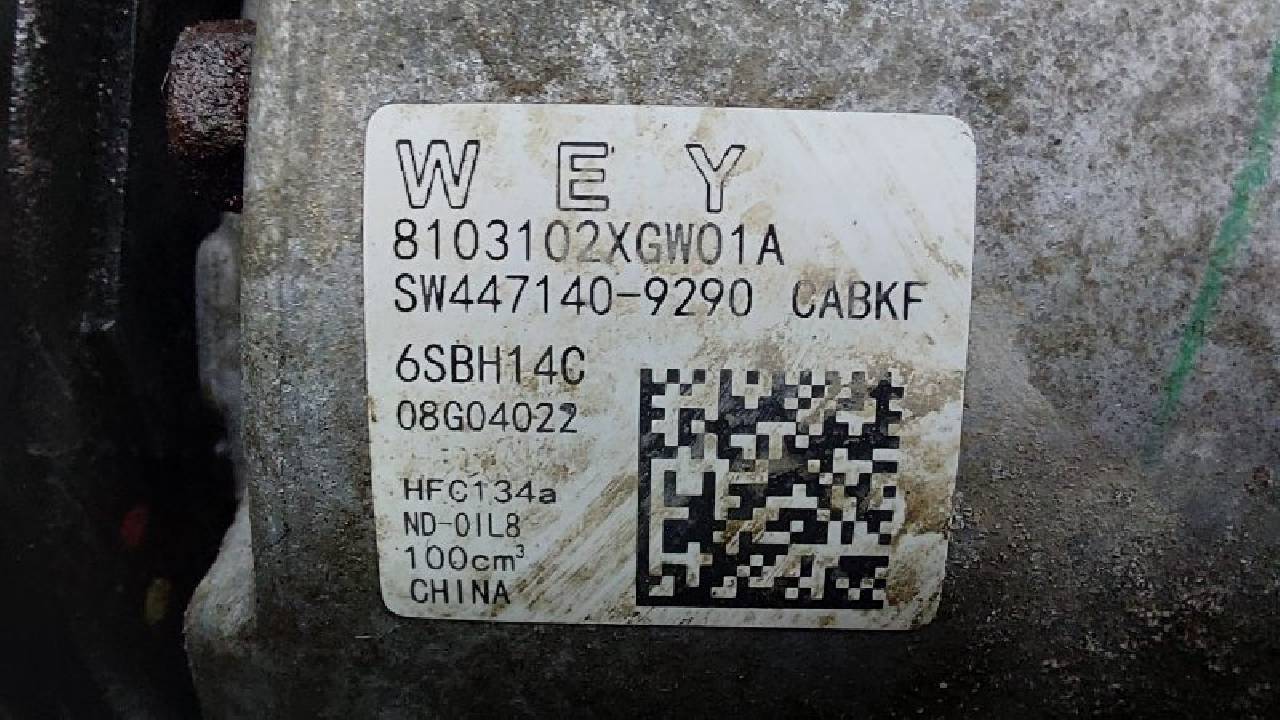 WEY
8103102XGW01A
SW447140-9290 CABKF
6SBH14C
08G04022
HFC134a
ND-OIL8
100cm³
CHINA